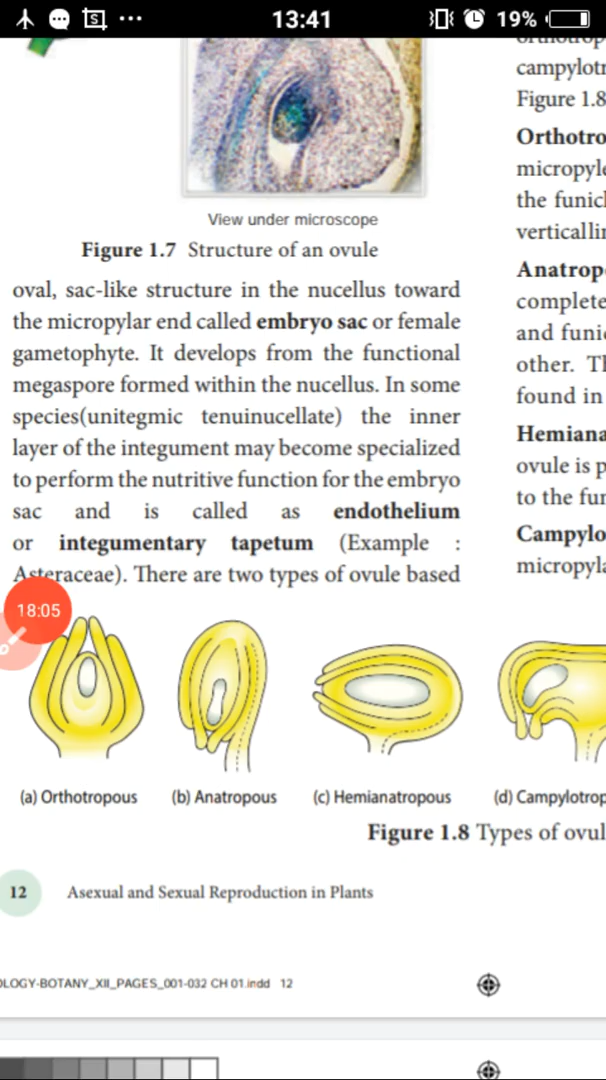 13:41
19%
View under microscope
Figure 1.7 Structure of an ovule
oval, sac-like structure in the nucellus toward
the micropylar end called embryo sac or female
gametophyte. It develops from the functional
megaspore formed within the nucellus. In some
species(unitegmic tenuinucellate) the inner
layer of the integument may become specialized
to perform the nutritive function for the embryo
sac and is called as endothelium
or integumentary tapetum (Example :
Asteraceae). There are two types of ovule based
campylotr
Figure 1.8
Orthotro
micropyle
the funicl
verticallin
Anatrop
complete
and funic
other. Th
found in
Hemiana
ovule is p
to the fun
Campylo
micropyla
18:05
(a) Orthotropous
(b) Anatropous
(c) Hemianatropous
(d) Campylotrop
Figure 1.8 Types of ovul
12 Asexual and Sexual Reproduction in Plants
OLOGY-BOTANY_XII_PAGES_001-032 CH 01.indd 12